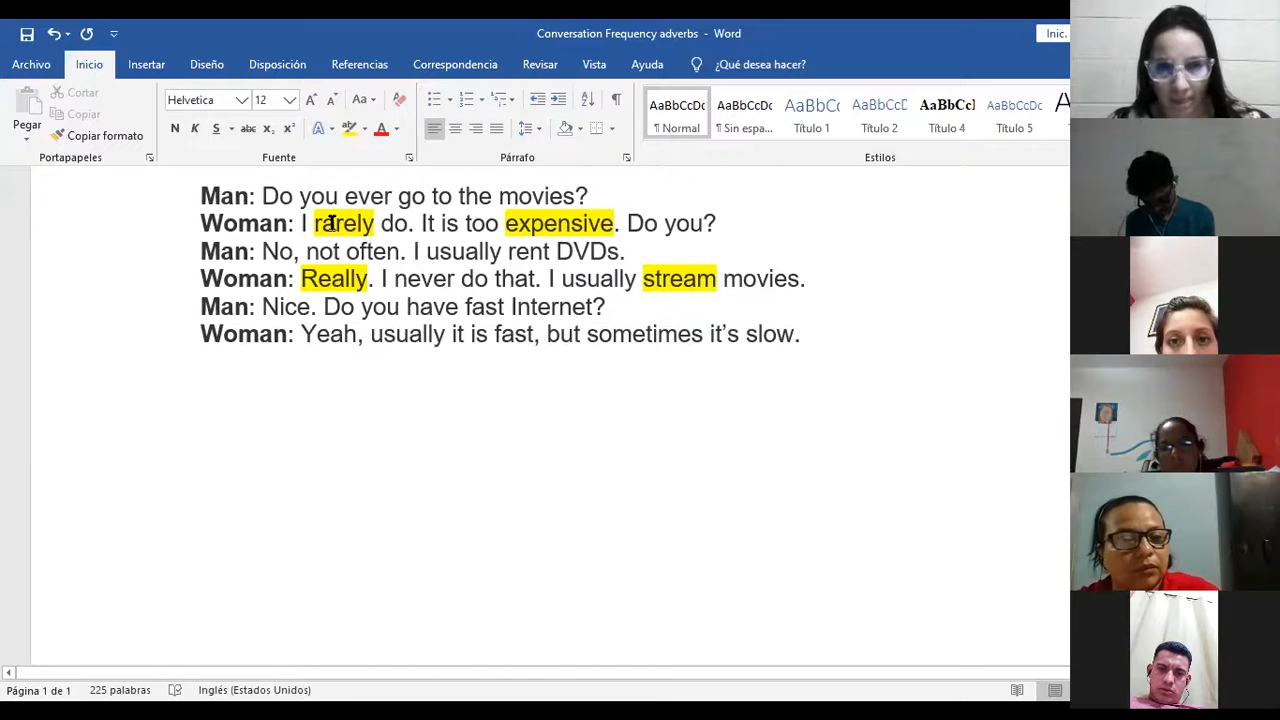 Conversation Frequency adverbs - Word
Inic.
Archivo Inicio Insertar Diseño Disposición Referencias Correspondencia Revisar Vista Ayuda ¿Qué desea hacer?
Pegar
Cortar
Copiar
Copiar formato
Portapapeles
Helvetica 12
Fuente
Párrafo
AaBbCcDc ¶ Normal
AaBbCcDc ¶ Sin espa...
AaBbC Título 1
AaBbCcD Título 2
AaBbCc Título 4
AaBbCcDc Título 5
Estilos
Man: Do you ever go to the movies?
Woman: I rarely do. It is too expensive. Do you?
Man: No, not often. I usually rent DVDs.
Woman: Really. I never do that. I usually stream movies.
Man: Nice. Do you have fast Internet?
Woman: Yeah, usually it is fast, but sometimes it’s slow.
Página 1 de 1 225 palabras Inglés (Estados Unidos)